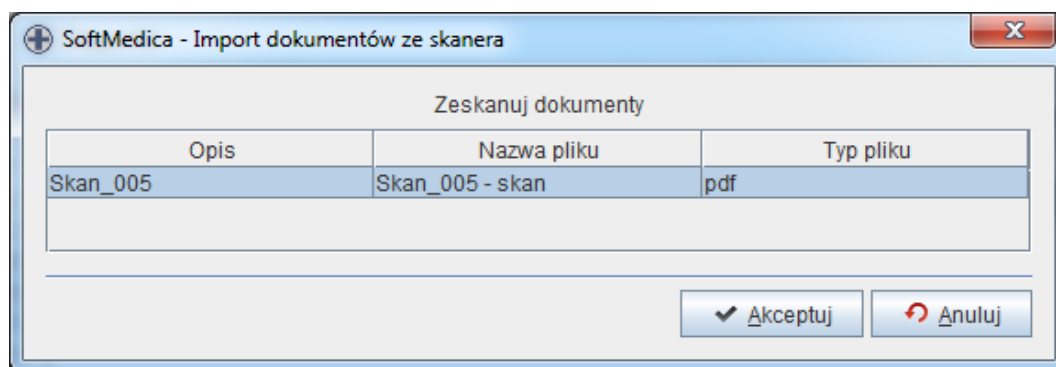 SoftMedica - Import dokumentów ze skanera
Zeskanuj dokumenty
Opis Nazwa pliku Typ pliku
Skan_005 Skan_005 - skan pdf
Akceptuj Anuluj